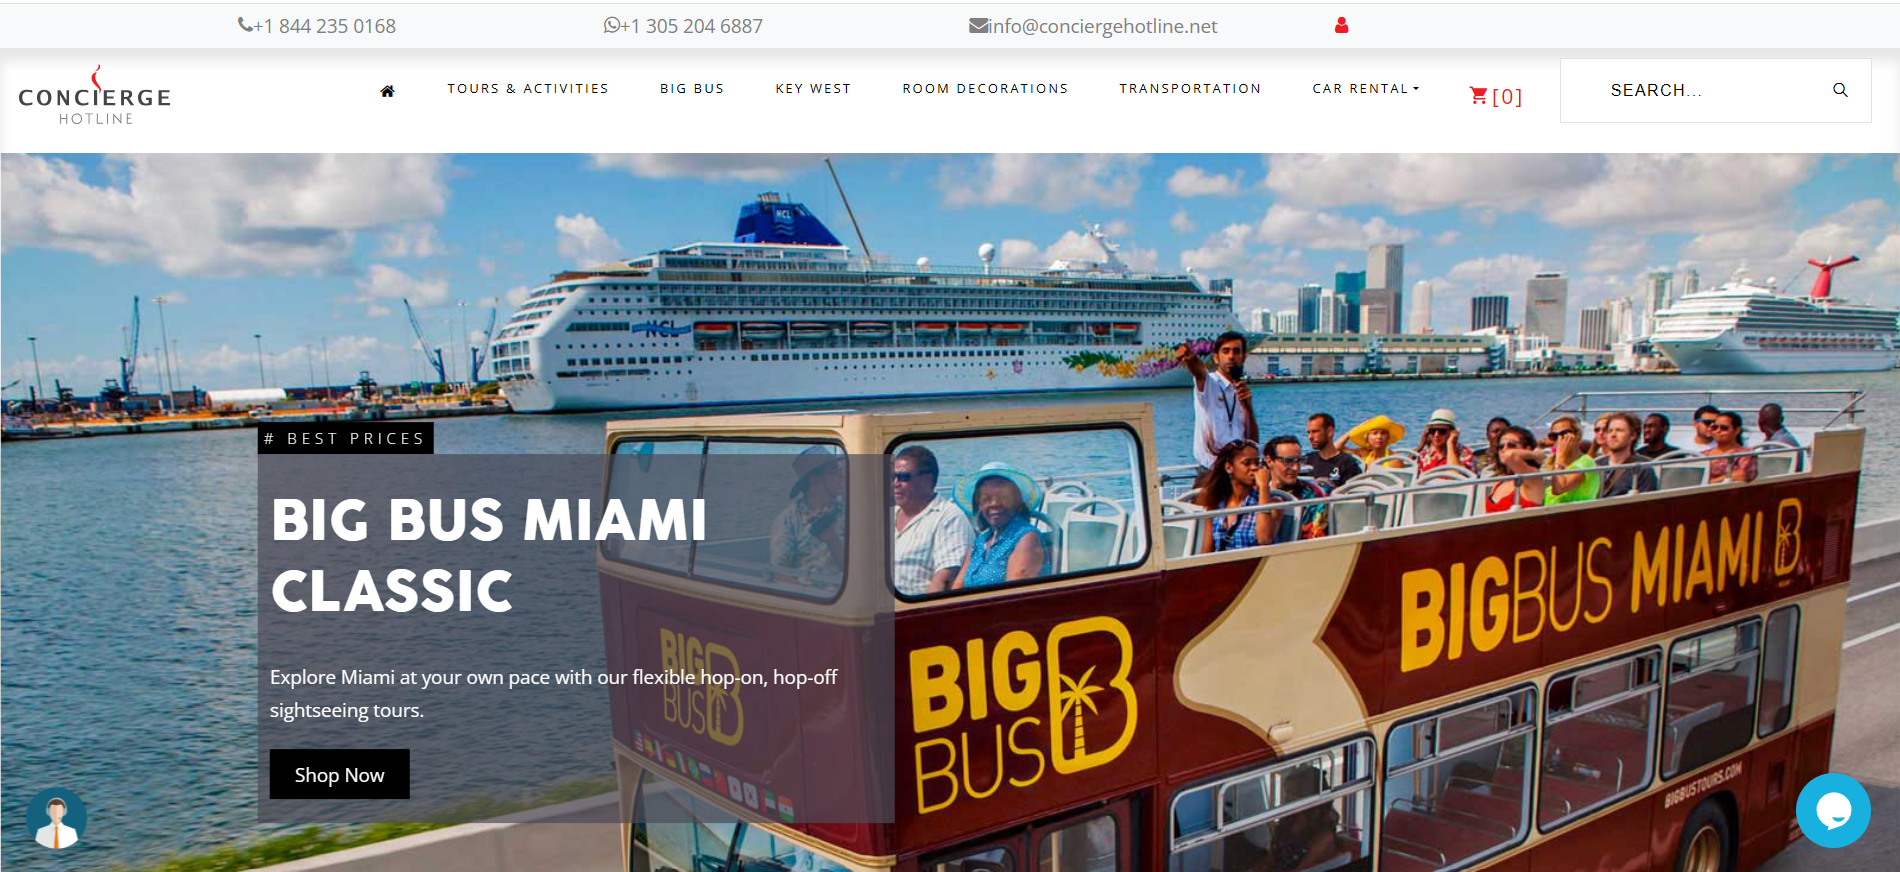 +1 844 235 0168
+1 305 204 6887
info@conciergehotline.net
CONCIERGE
HOTLINE
TOURS & ACTIVITIES
BIG BUS
KEY WEST
ROOM DECORATIONS
TRANSPORTATION
CAR RENTAL
[0]
SEARCH...
NCL
NCL
# BEST PRICES
BIG BUS MIAMI
CLASSIC
Explore Miami at your own pace with our flexible hop-on, hop-off
sightseeing tours.
Shop Now
BIG
BUS
BIG
BUS
BIGBUS MIAMI
BIGBUSTOURS.COM